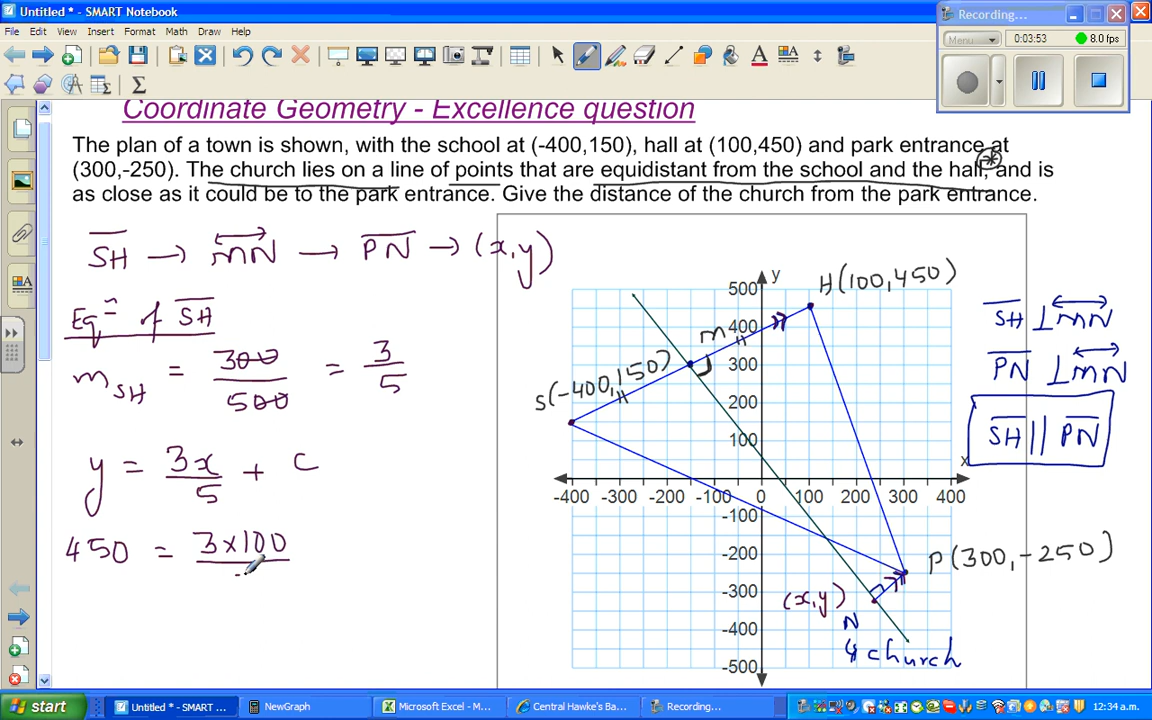 Untitled * - SMART Notebook
Recording...
File Edit View Insert Format Math Draw Help
Menu
0:03:53
8.0 fps
Coordinate Geometry - Excellence question
The plan of a town is shown, with the school at (-400,150), hall at (100,450) and park entrance at
(300,-250). The church lies on a line of points that are equidistant from the school and the hall, and is
as close as it could be to the park entrance. Give the distance of the church from the park entrance.
SH → MN → PN → (x,y)
Eqn of SH
m SH = 300/500 = 3/5
y = 3x/5 + c
450 = 3×100
y
500
400
300
200
100
-400 -300 -200 -100 0 100 200 300 400
x
-100
-200
-300
-400
-500
H(100,450)
M
S(-400,150)
P(300,-250)
(x,y)
N
church
SH ⊥ MN
PN ⊥ MN
SH || PN
start
Untitled * - SMART ...
NewGraph
Microsoft Excel - M...
Central Hawke's Ba...
Recording...
12:34 a.m.